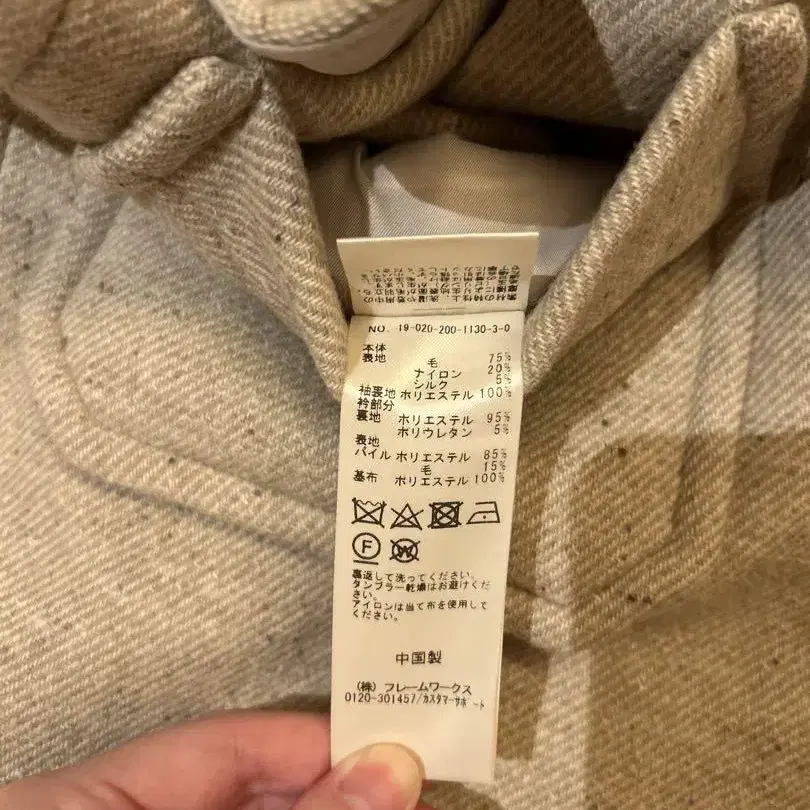 NO. 19-020-200-1130-3-0
本体
表地 毛 75%
ナイロン 20%
シルク 5%
袖裏地 ポリエステル 100%
衿部分
裏地 ポリエステル 95%
ポリウレタン 5%
表地
パイル ポリエステル 85%
毛 15%
基布 ポリエステル 100%
F
W
裏返して洗ってください。
タンブラー乾燥はお避けくだ
さい。
アイロンは当て布を使用して
ください。
中国製
(株) フレームワークス
0120-301457/カスタマーサポート